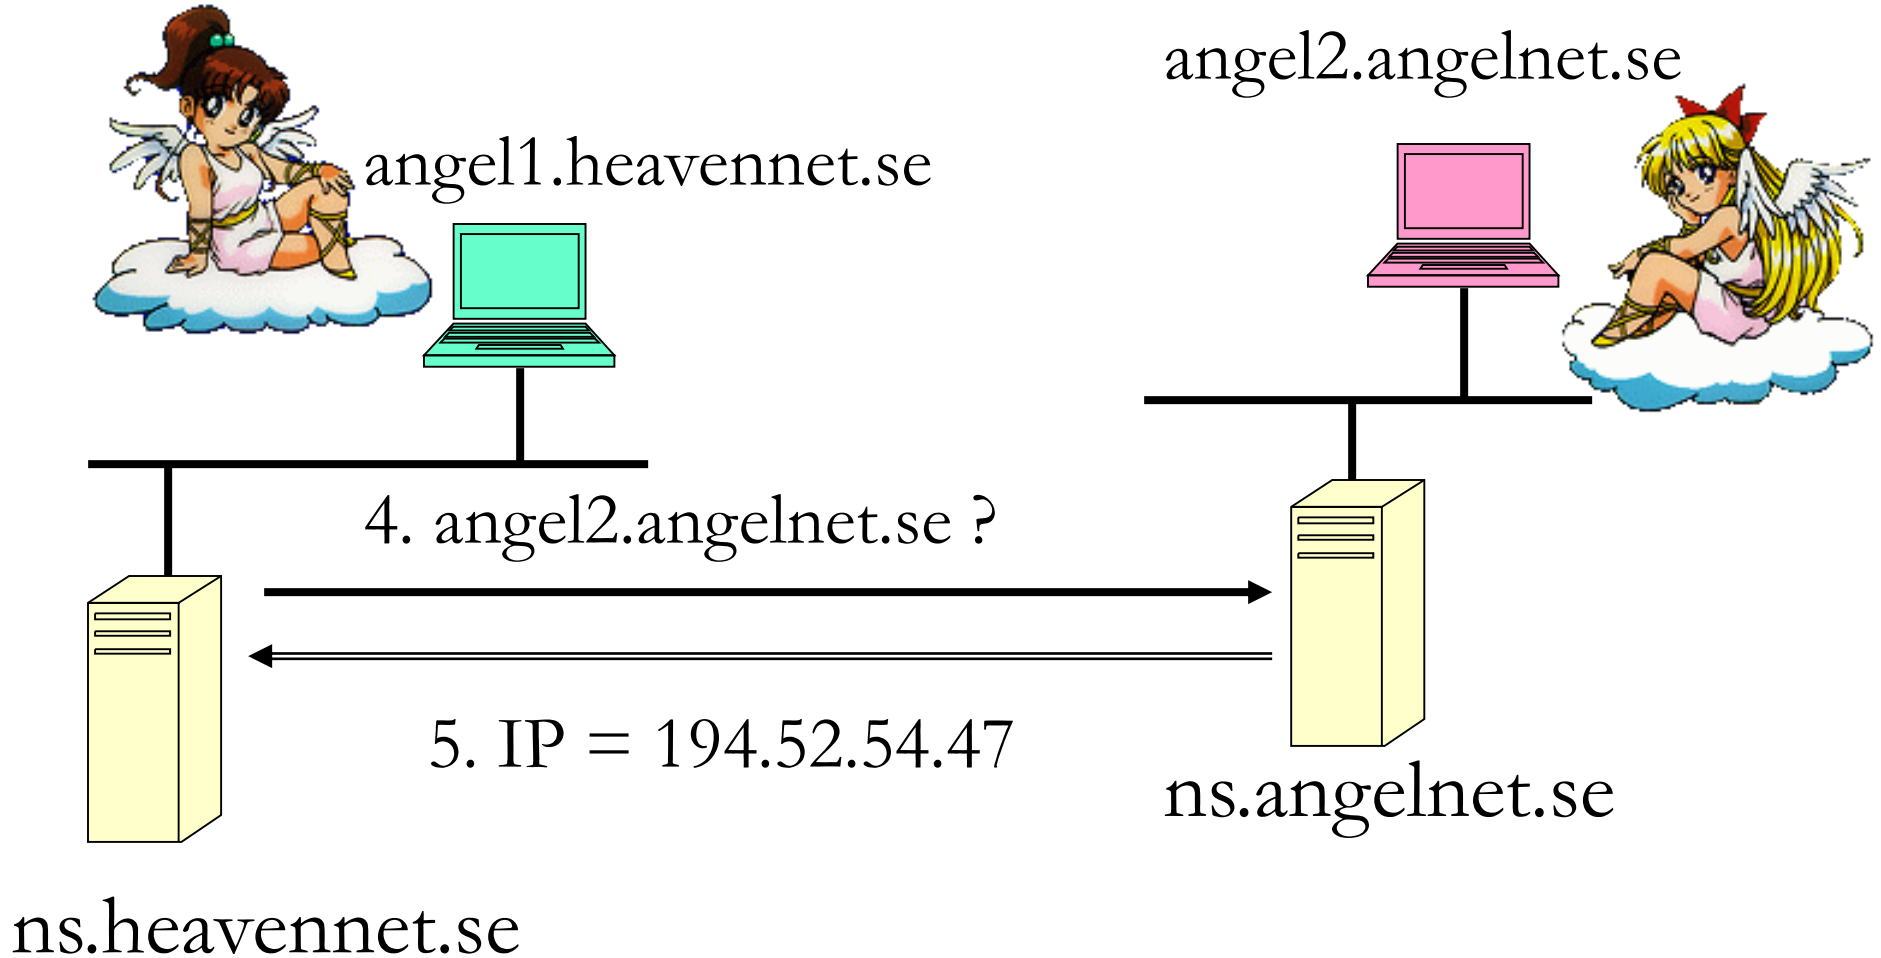 angel2.angelnet.se
angel1.heavennet.se
4. angel2.angelnet.se ?
5. IP = 194.52.54.47
ns.angelnet.se
ns.heavennet.se